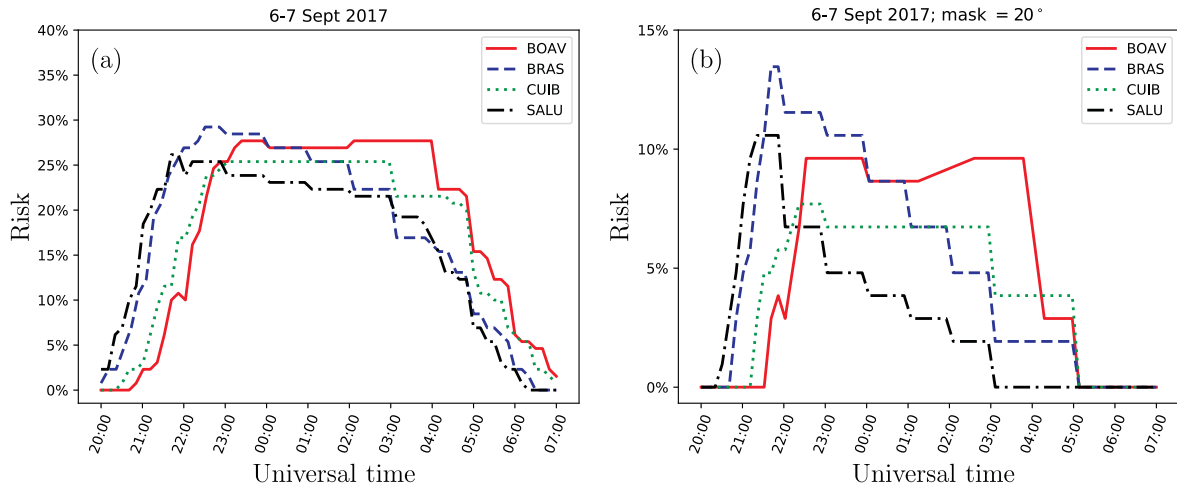 6-7 Sept 2017
(a)
BOAV
BRAS
CUIB
SALU
Risk
40%
35%
30%
25%
20%
15%
10%
5%
0%
20:00
21:00
22:00
23:00
00:00
01:00
02:00
03:00
04:00
05:00
06:00
07:00
Universal time
6-7 Sept 2017; mask = 20°
(b)
BOAV
BRAS
CUIB
SALU
Risk
15%
10%
5%
0%
20:00
21:00
22:00
23:00
00:00
01:00
02:00
03:00
04:00
05:00
06:00
07:00
Universal time